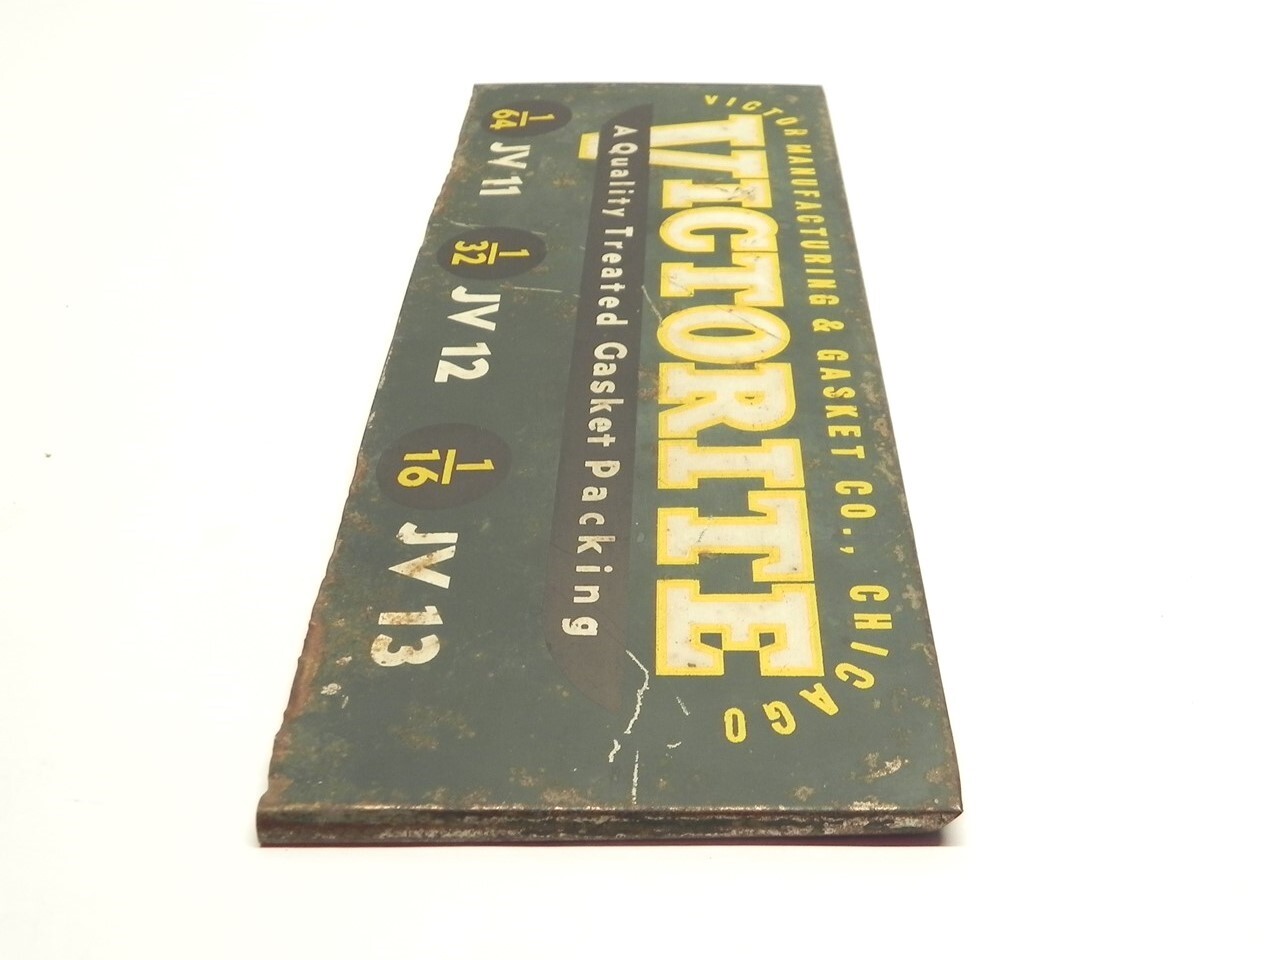 VICTOR MANUFACTURING & GASKET CO., CHICAGO
VICTORITE
A Quality Treated Gasket Packing
1/64 JV 11 1/32 JV 12 1/16 JV 13